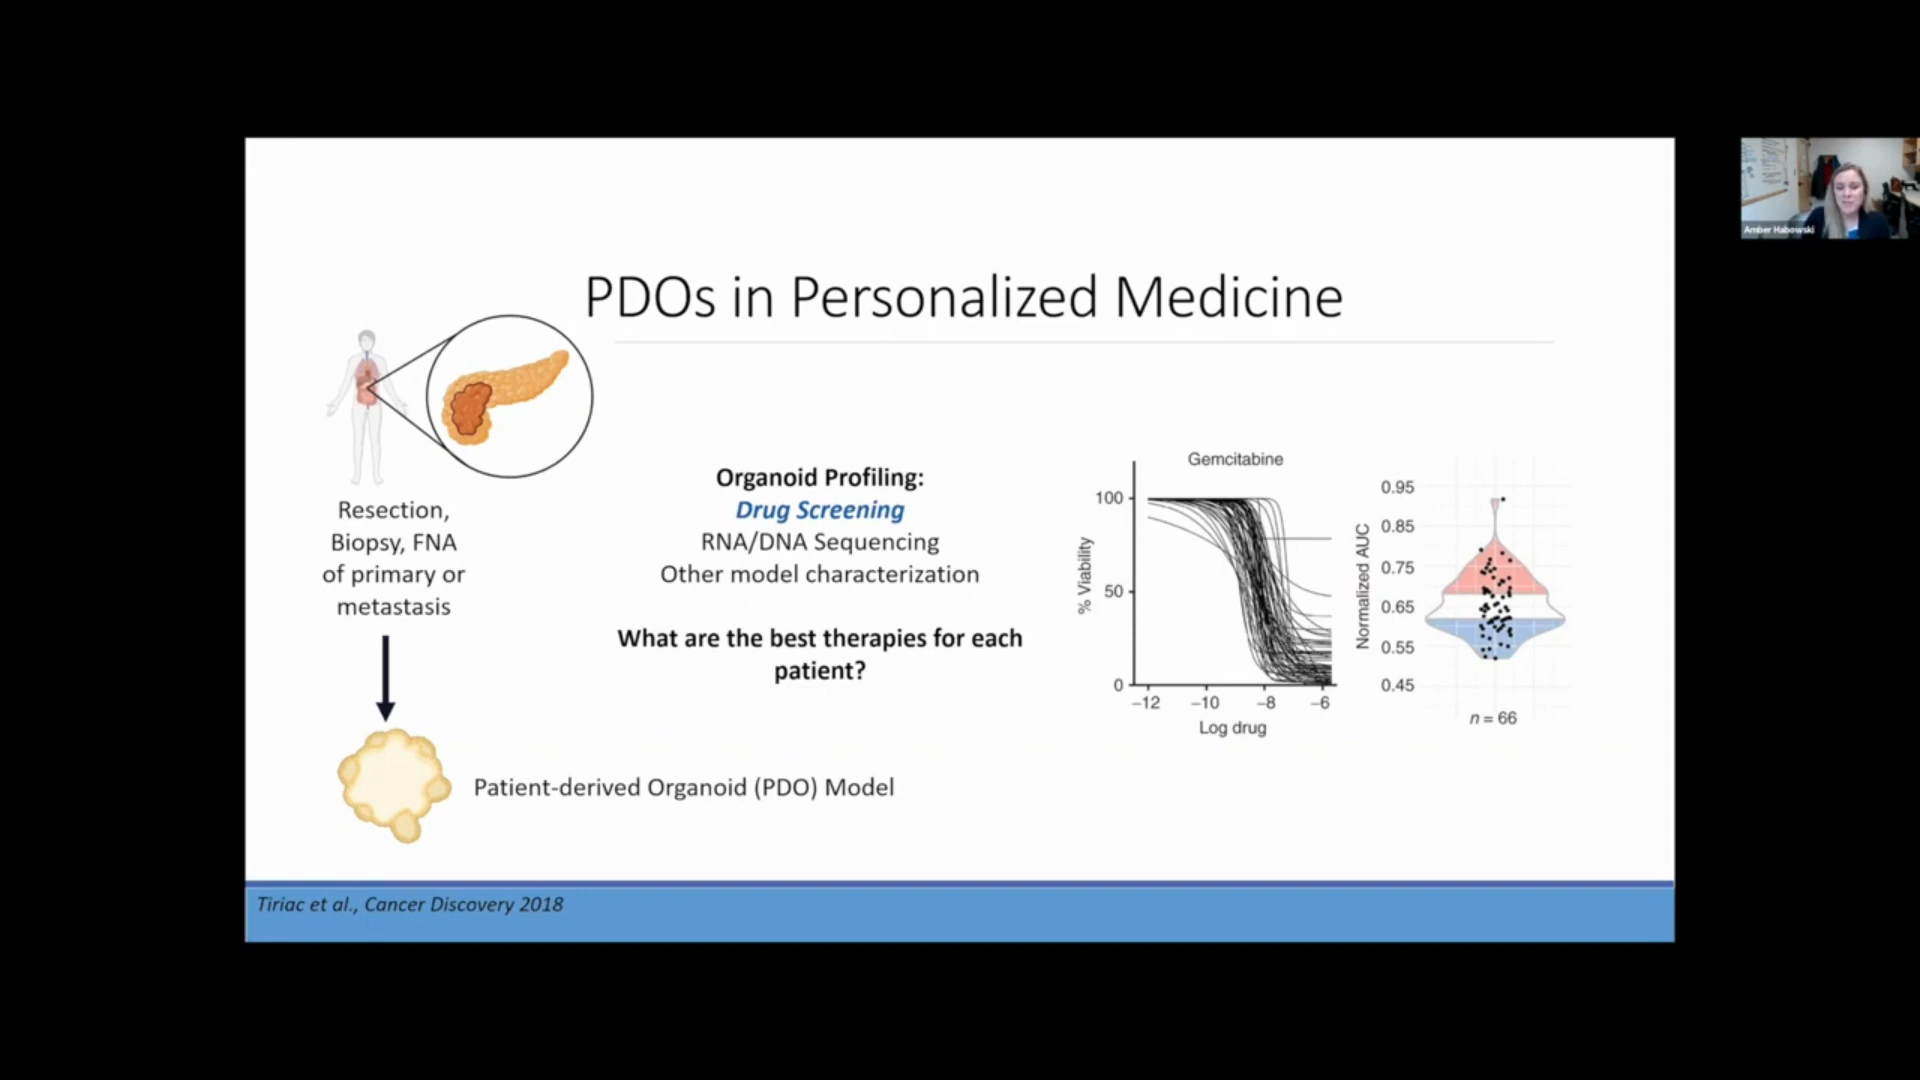 PDOs in Personalized Medicine
Resection,
Biopsy, FNA
of primary or
metastasis
Organoid Profiling:
Drug Screening
RNA/DNA Sequencing
Other model characterization
What are the best therapies for each
patient?
Patient-derived Organoid (PDO) Model
Gemcitabine
% Viability
100
50
0
−12 −10 −8 −6
Log drug
Normalized AUC
0.95
0.85
0.75
0.65
0.55
0.45
n = 66
Tiriac et al., Cancer Discovery 2018
Amber Habowski